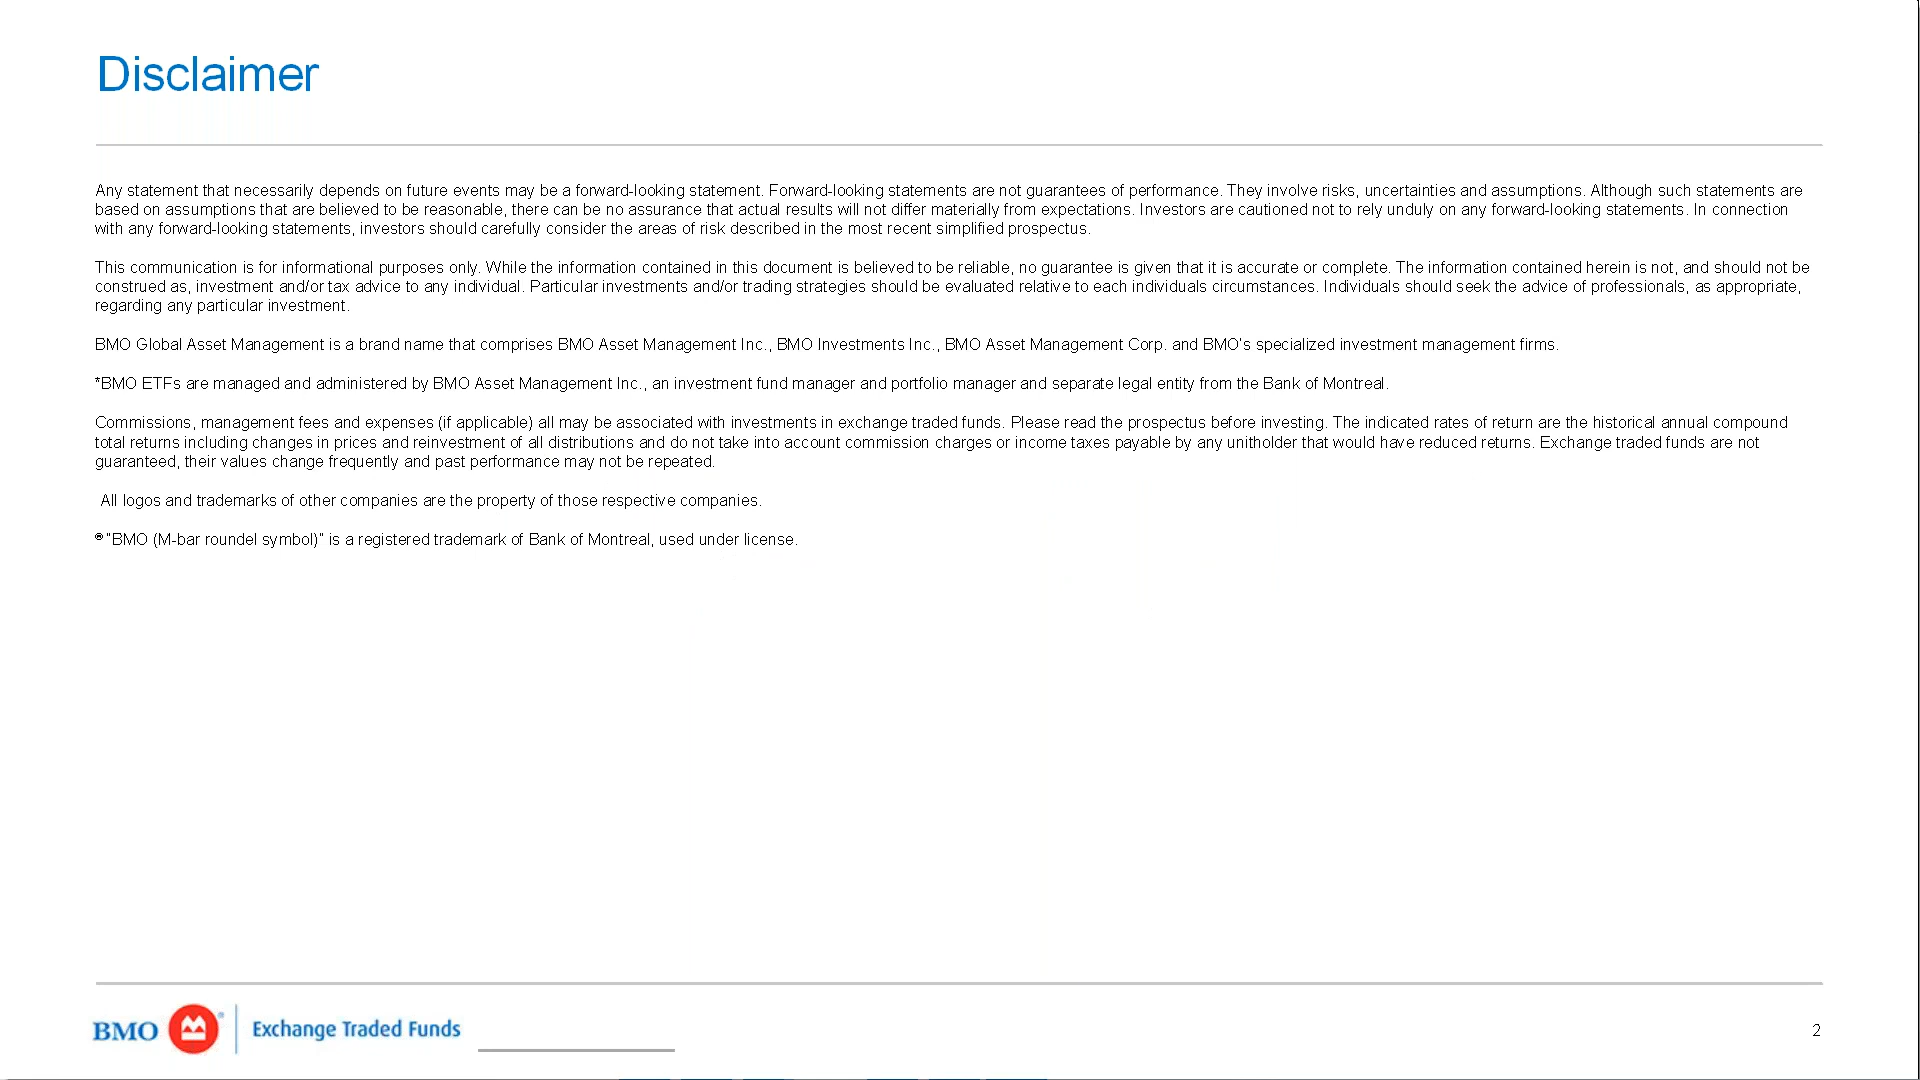 Disclaimer
Any statement that necessarily depends on future events may be a forward-looking statement. Forward-looking statements are not guarantees of performance. They involve risks, uncertainties and assumptions. Although such statements are
based on assumptions that are believed to be reasonable, there can be no assurance that actual results will not differ materially from expectations. Investors are cautioned not to rely unduly on any forward-looking statements. In connection
with any forward-looking statements, investors should carefully consider the areas of risk described in the most recent simplified prospectus.
This communication is for informational purposes only. While the information contained in this document is believed to be reliable, no guarantee is given that it is accurate or complete. The information contained herein is not, and should not be
construed as, investment and/or tax advice to any individual. Particular investments and/or trading strategies should be evaluated relative to each individuals circumstances. Individuals should seek the advice of professionals, as appropriate,
regarding any particular investment.
BMO Global Asset Management is a brand name that comprises BMO Asset Management Inc., BMO Investments Inc., BMO Asset Management Corp. and BMO’s specialized investment management firms.
*BMO ETFs are managed and administered by BMO Asset Management Inc., an investment fund manager and portfolio manager and separate legal entity from the Bank of Montreal.
Commissions, management fees and expenses (if applicable) all may be associated with investments in exchange traded funds. Please read the prospectus before investing. The indicated rates of return are the historical annual compound
total returns including changes in prices and reinvestment of all distributions and do not take into account commission charges or income taxes payable by any unitholder that would have reduced returns. Exchange traded funds are not
guaranteed, their values change frequently and past performance may not be repeated.
All logos and trademarks of other companies are the property of those respective companies.
® “BMO (M-bar roundel symbol)” is a registered trademark of Bank of Montreal, used under license.
BMO ® Exchange Traded Funds
2